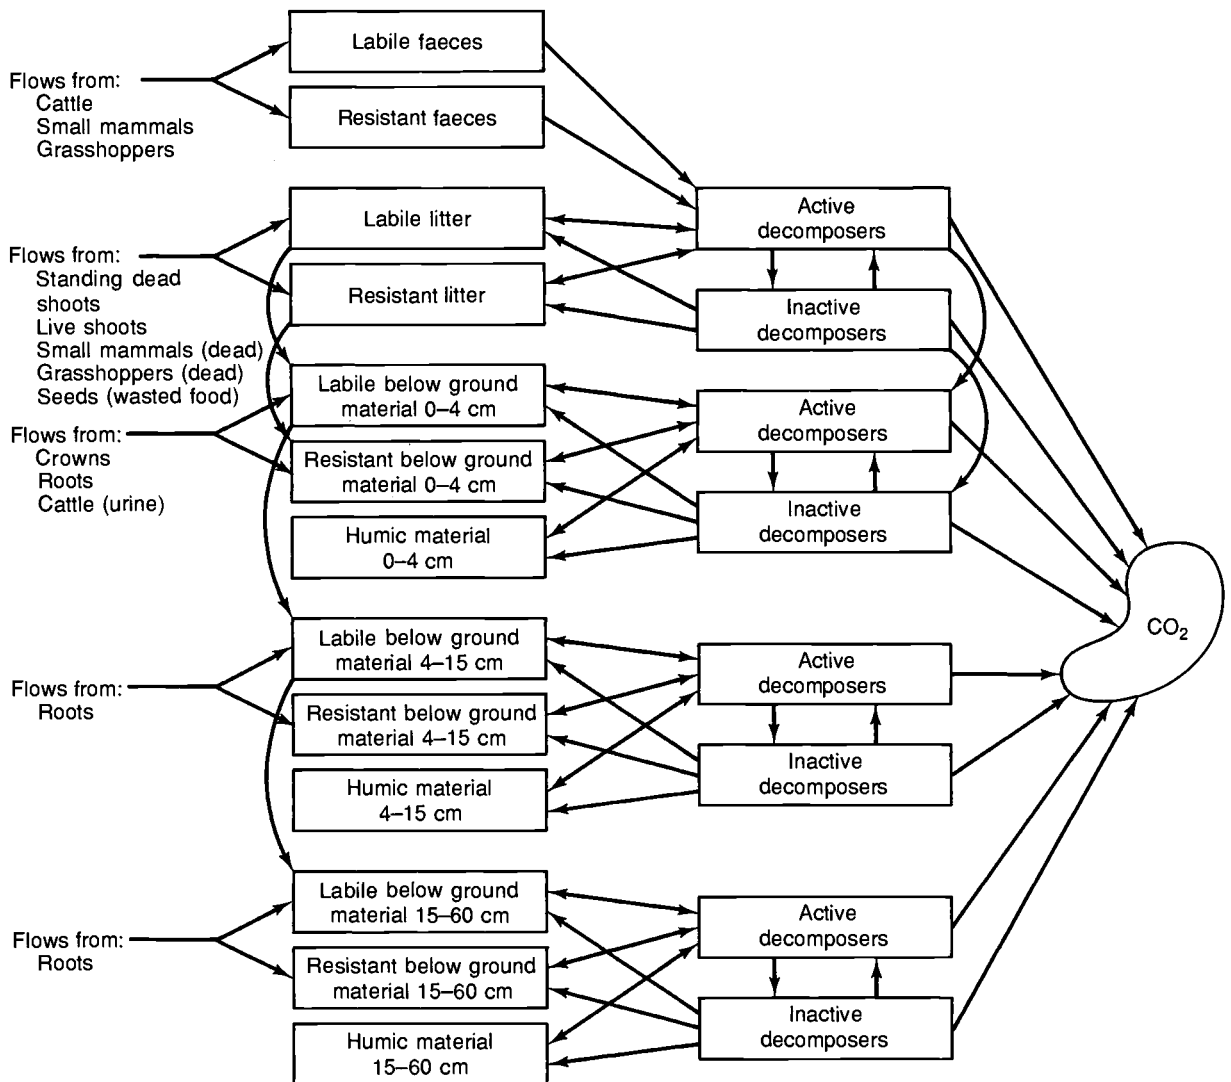 Labile faeces
Flows from:
Cattle
Small mammals
Grasshoppers
Resistant faeces
Labile litter
Active
decomposers
Flows from:
Standing dead
shoots
Live shoots
Small mammals (dead)
Grasshoppers (dead)
Seeds (wasted food)
Resistant litter
Inactive
decomposers
Labile below ground
material 0–4 cm
Active
decomposers
Flows from:
Crowns
Roots
Cattle (urine)
Resistant below ground
material 0–4 cm
Inactive
decomposers
Humic material
0–4 cm
CO₂
Labile below ground
material 4–15 cm
Active
decomposers
Flows from:
Roots
Resistant below ground
material 4–15 cm
Inactive
decomposers
Humic material
4–15 cm
Labile below ground
material 15–60 cm
Active
decomposers
Flows from:
Roots
Resistant below ground
material 15–60 cm
Inactive
decomposers
Humic material
15–60 cm